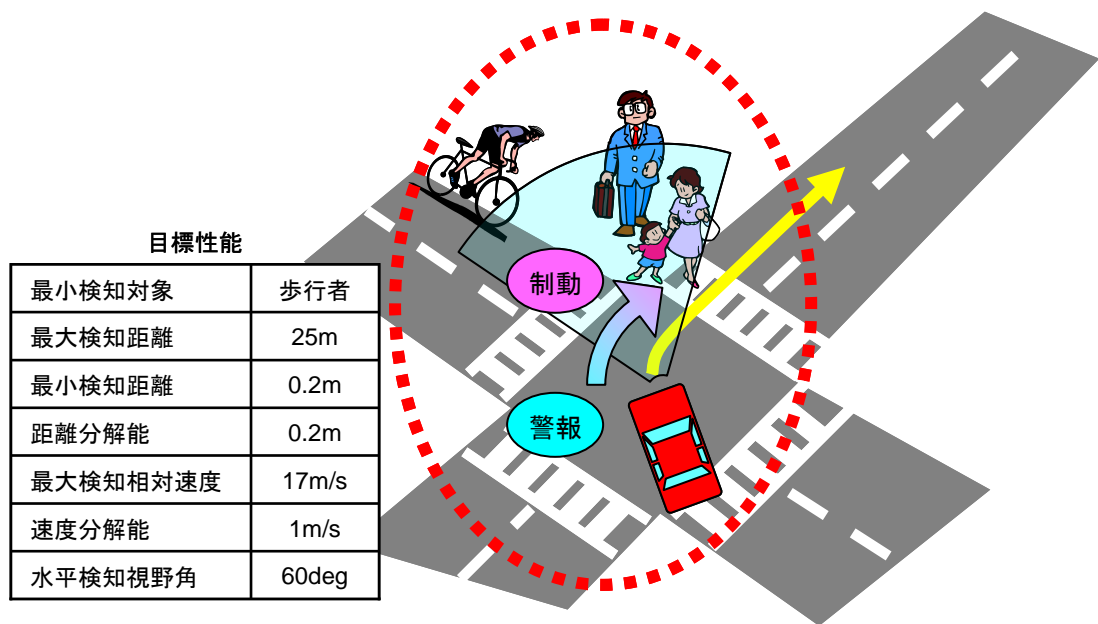 目標性能
最小検知対象 歩行者
最大検知距離 25m
最小検知距離 0.2m
距離分解能 0.2m
最大検知相対速度 17m/s
速度分解能 1m/s
水平検知視野角 60deg
制動
警報